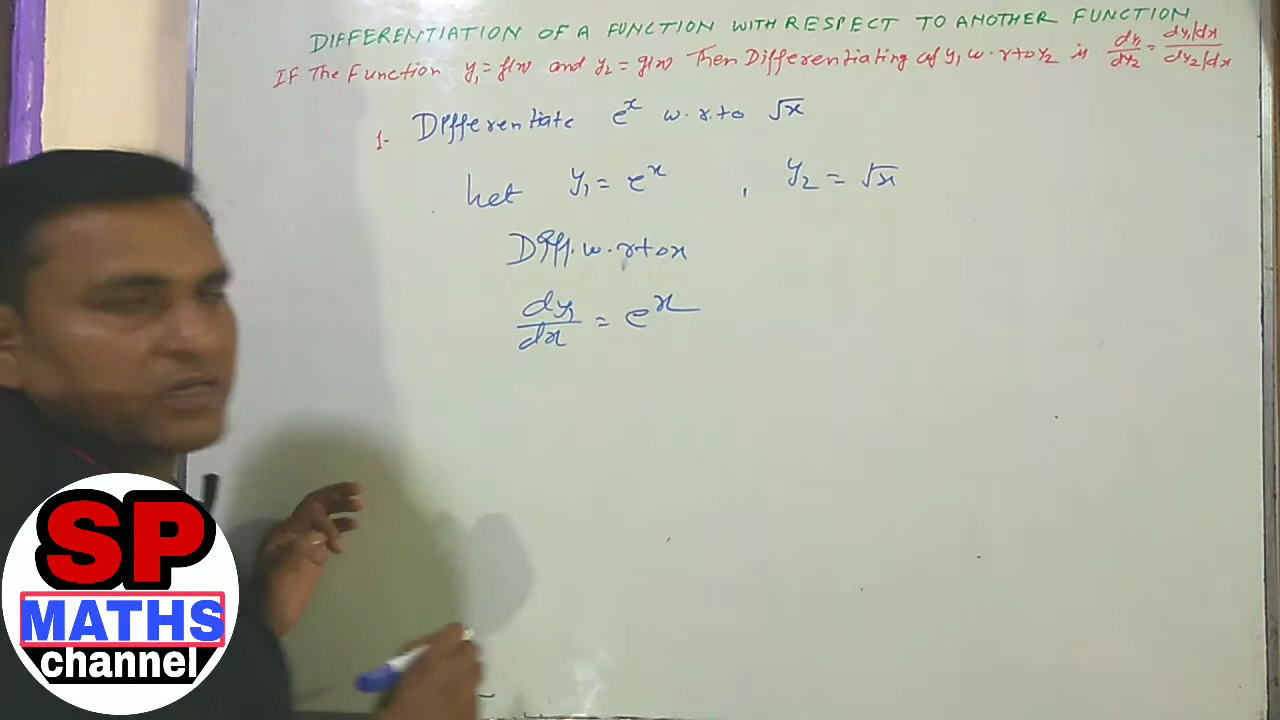 DIFFERENTIATION OF A FUNCTION WITH RESPECT TO ANOTHER FUNCTION
IF The Function y₁ = f(x) and y₂ = g(x) Then Differentiating of y₁ w.r to y₂ is dy₁/dy₂ = dy₁/dx / dy₂/dx
1- Differentiate eˣ w.r.to √x
Let y₁ = eˣ , y₂ = √x
Diff. w.r to x
dy₁/dx = eˣ
SP
MATHS
channel